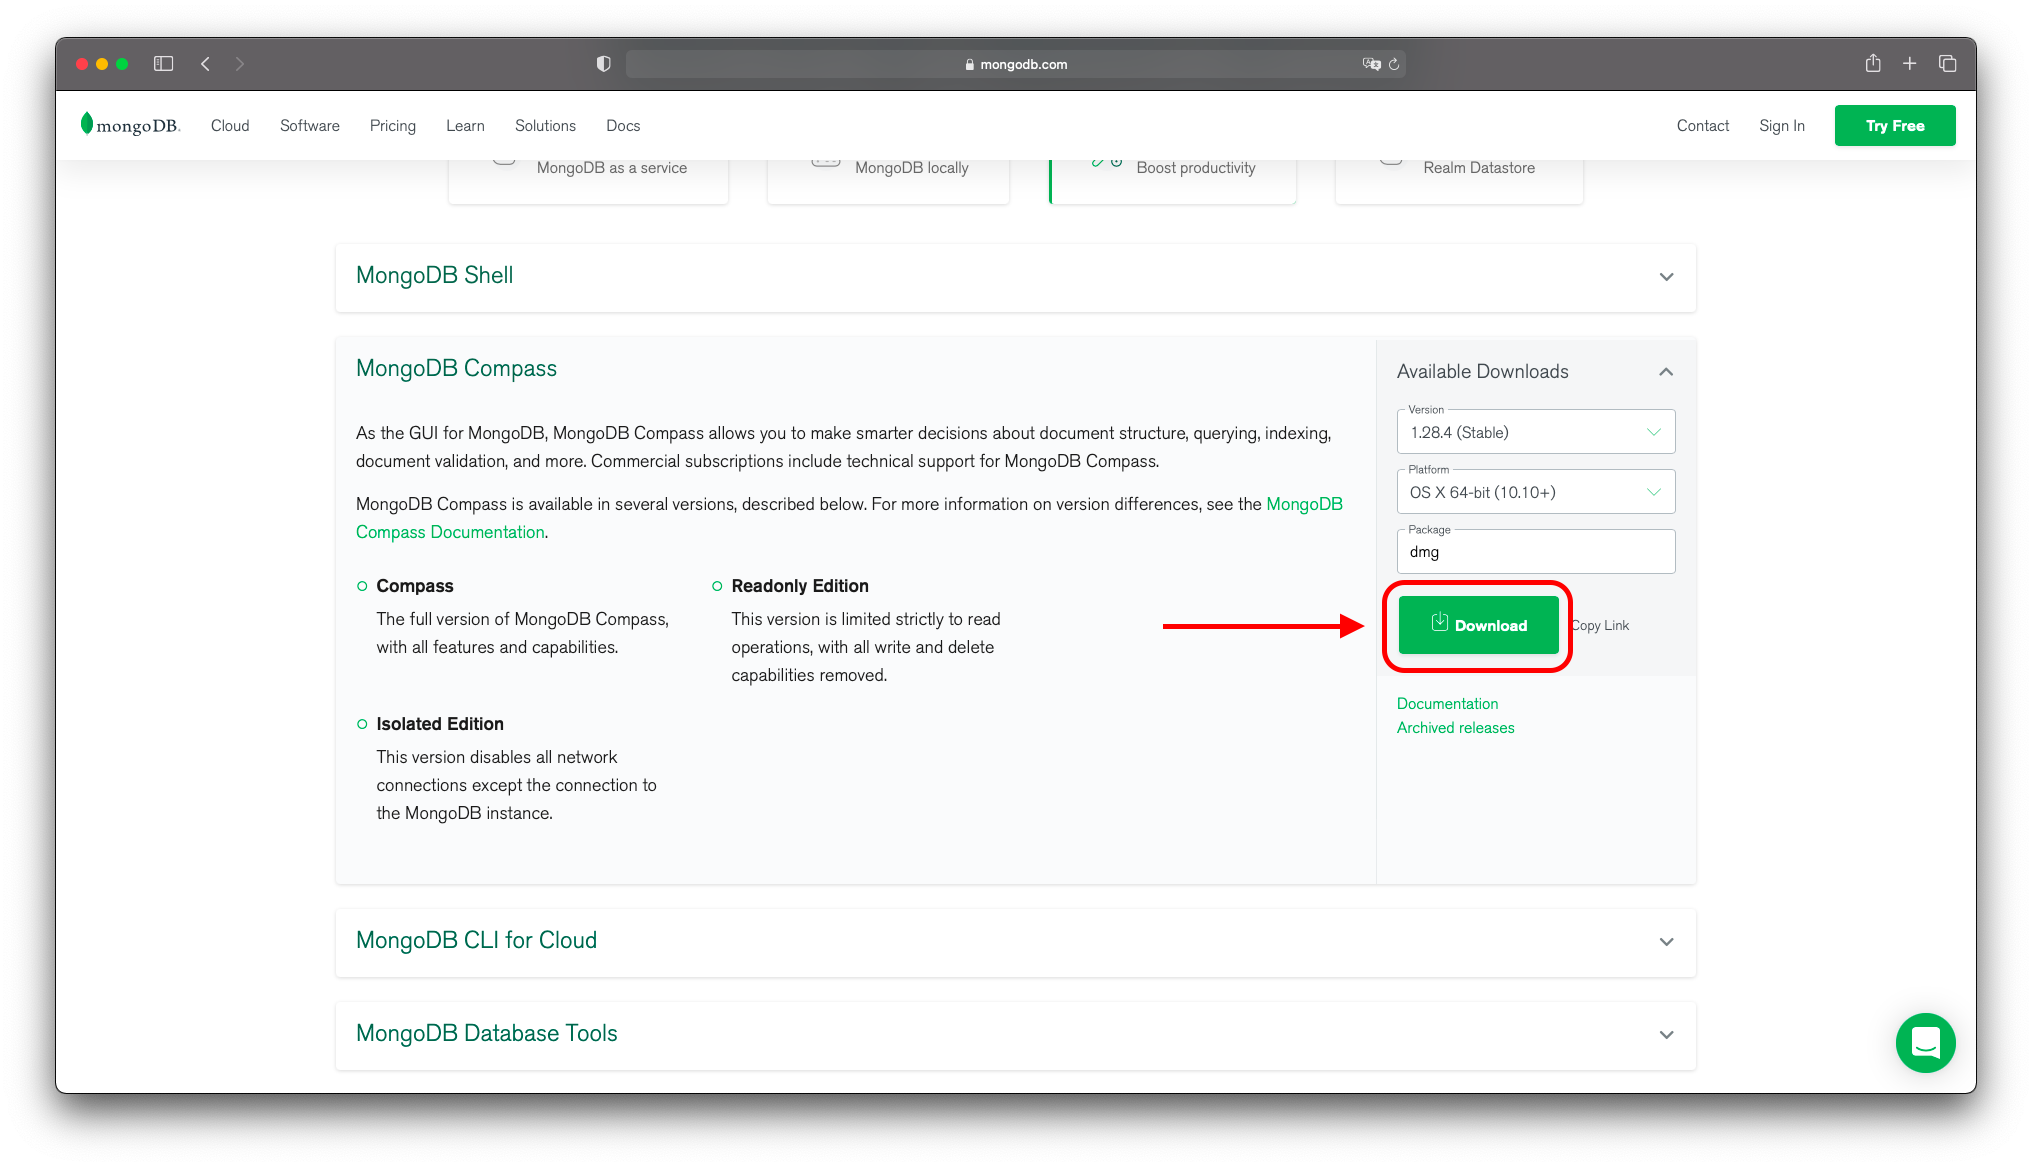 mongodb.com
mongoDB.
Cloud
Software
Pricing
Learn
Solutions
Docs
Contact
Sign In
Try Free
MongoDB as a service
MongoDB locally
Boost productivity
Realm Datastore
MongoDB Shell
MongoDB Compass
As the GUI for MongoDB, MongoDB Compass allows you to make smarter decisions about document structure, querying, indexing,
document validation, and more. Commercial subscriptions include technical support for MongoDB Compass.
MongoDB Compass is available in several versions, described below. For more information on version differences, see the MongoDB
Compass Documentation.
Compass
The full version of MongoDB Compass,
with all features and capabilities.
Readonly Edition
This version is limited strictly to read
operations, with all write and delete
capabilities removed.
Isolated Edition
This version disables all network
connections except the connection to
the MongoDB instance.
Available Downloads
Version
1.28.4 (Stable)
Platform
OS X 64-bit (10.10+)
Package
dmg
Download
Copy Link
Documentation
Archived releases
MongoDB CLI for Cloud
MongoDB Database Tools